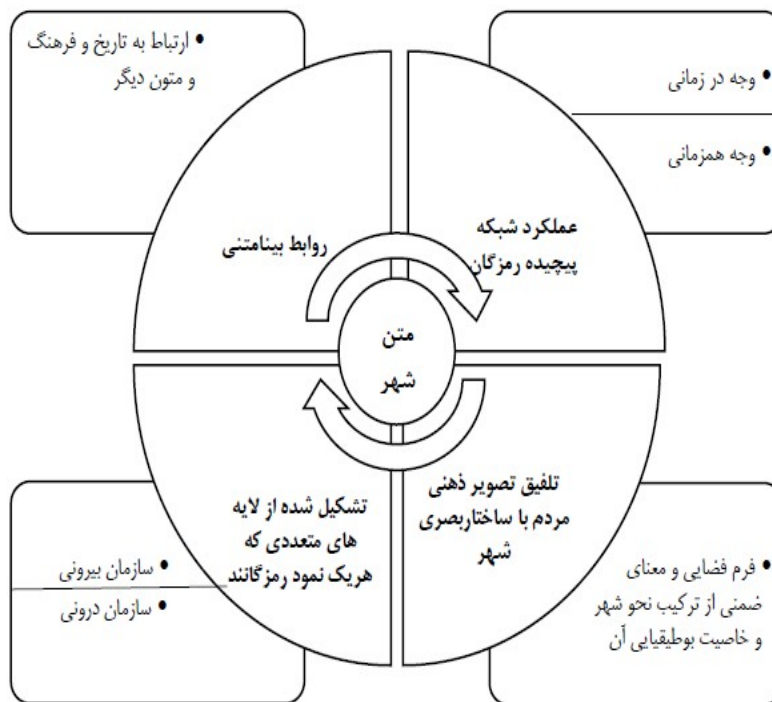 وجه در زمانی
وجه همزمانی
ارتباط به تاریخ و فرهنگ
و متون دیگر
عملکرد شبکه
پیچیده رمزگان
روابط بینامتنی
متن
شهر
تلفیق تصویر ذهنی
مردم با ساختاربصری
شهر
تشکیل شده از لایه
های متعددی که
هریک نمود رمزگانند
فرم فضایی و معنای
ضمنی از ترکیب نحو شهر
و خاصیت بوطیقیایی آن
سازمان بیرونی
سازمان درونی